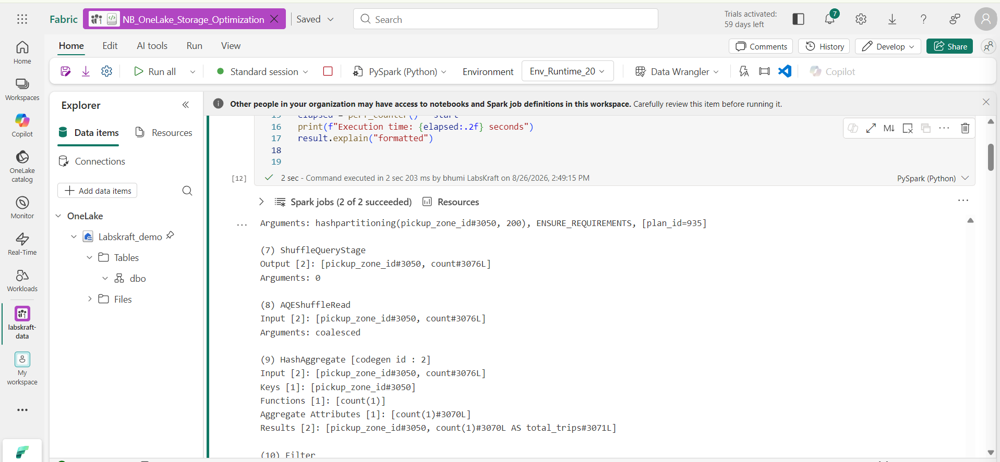 Fabric
NB_OneLake_Storage_Optimization
Saved
Search
Trials activated:
59 days left
7
Home
Edit
AI tools
Run
View
Comments
History
Develop
Share
Run all
Standard session
PySpark (Python)
Environment
Env_Runtime_20
Data Wrangler
Copilot
Home
Workspaces
Copilot
OneLake
catalog
Monitor
Real-Time
Workloads
labskraft-
data
My
workspace
Explorer
Data items
Resources
Connections
Add data items
OneLake
Labskraft_demo
Tables
dbo
Files
Other people in your organization may have access to notebooks and Spark job definitions in this workspace. Carefully review this item before running it.
15 elapsed = perf_counter() - start
16 print(f"Execution time: {elapsed:.2f} seconds")
17 result.explain("formatted")
18
19
M↓
[12]
2 sec - Command executed in 2 sec 203 ms by bhumi LabsKraft on 8/26/2026, 2:49:15 PM
PySpark (Python)
Spark jobs (2 of 2 succeeded)
Resources
Arguments: hashpartitioning(pickup_zone_id#3050, 200), ENSURE_REQUIREMENTS, [plan_id=935]
(7) ShuffleQueryStage
Output [2]: [pickup_zone_id#3050, count#3076L]
Arguments: 0
(8) AQEShuffleRead
Input [2]: [pickup_zone_id#3050, count#3076L]
Arguments: coalesced
(9) HashAggregate [codegen id : 2]
Input [2]: [pickup_zone_id#3050, count#3076L]
Keys [1]: [pickup_zone_id#3050]
Functions [1]: [count(1)]
Aggregate Attributes [1]: [count(1)#3070L]
Results [2]: [pickup_zone_id#3050, count(1)#3070L AS total_trips#3071L]
(10) Filter